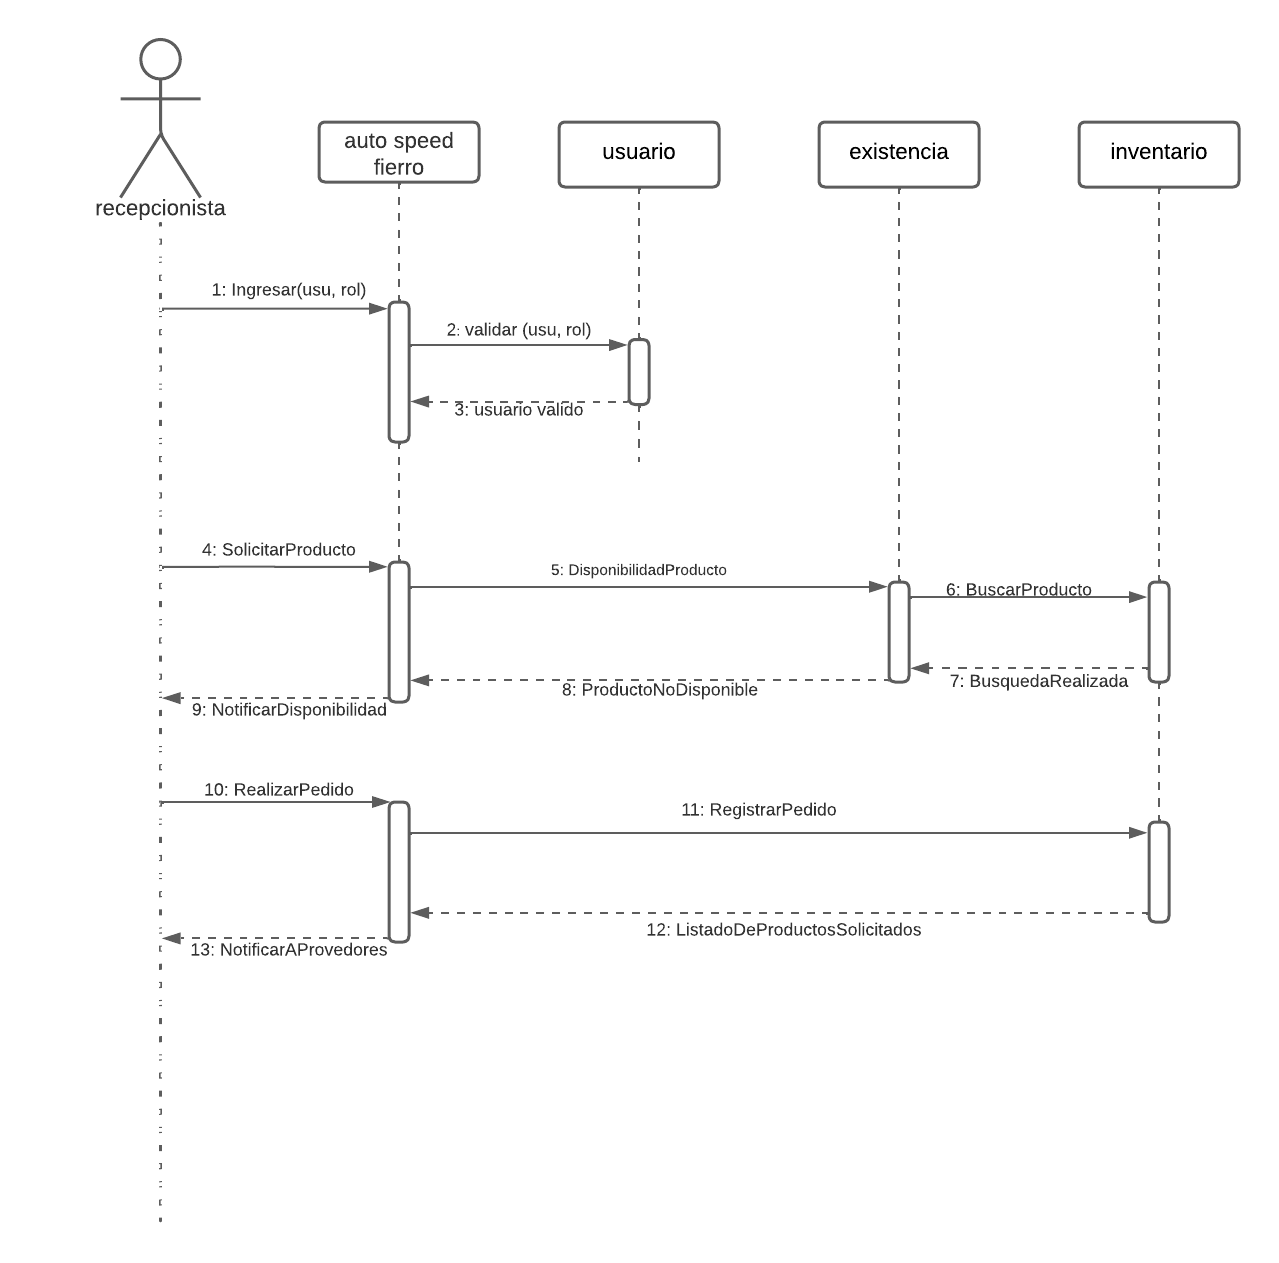 recepcionista
auto speed
fierro
usuario
existencia
inventario
1: Ingresar(usu, rol)
2: validar (usu, rol)
3: usuario valido
4: SolicitarProducto
5: DisponibilidadProducto
6: BuscarProducto
7: BusquedaRealizada
8: ProductoNoDisponible
9: NotificarDisponibilidad
10: RealizarPedido
11: RegistrarPedido
12: ListadoDeProductosSolicitados
13: NotificarAProvedores